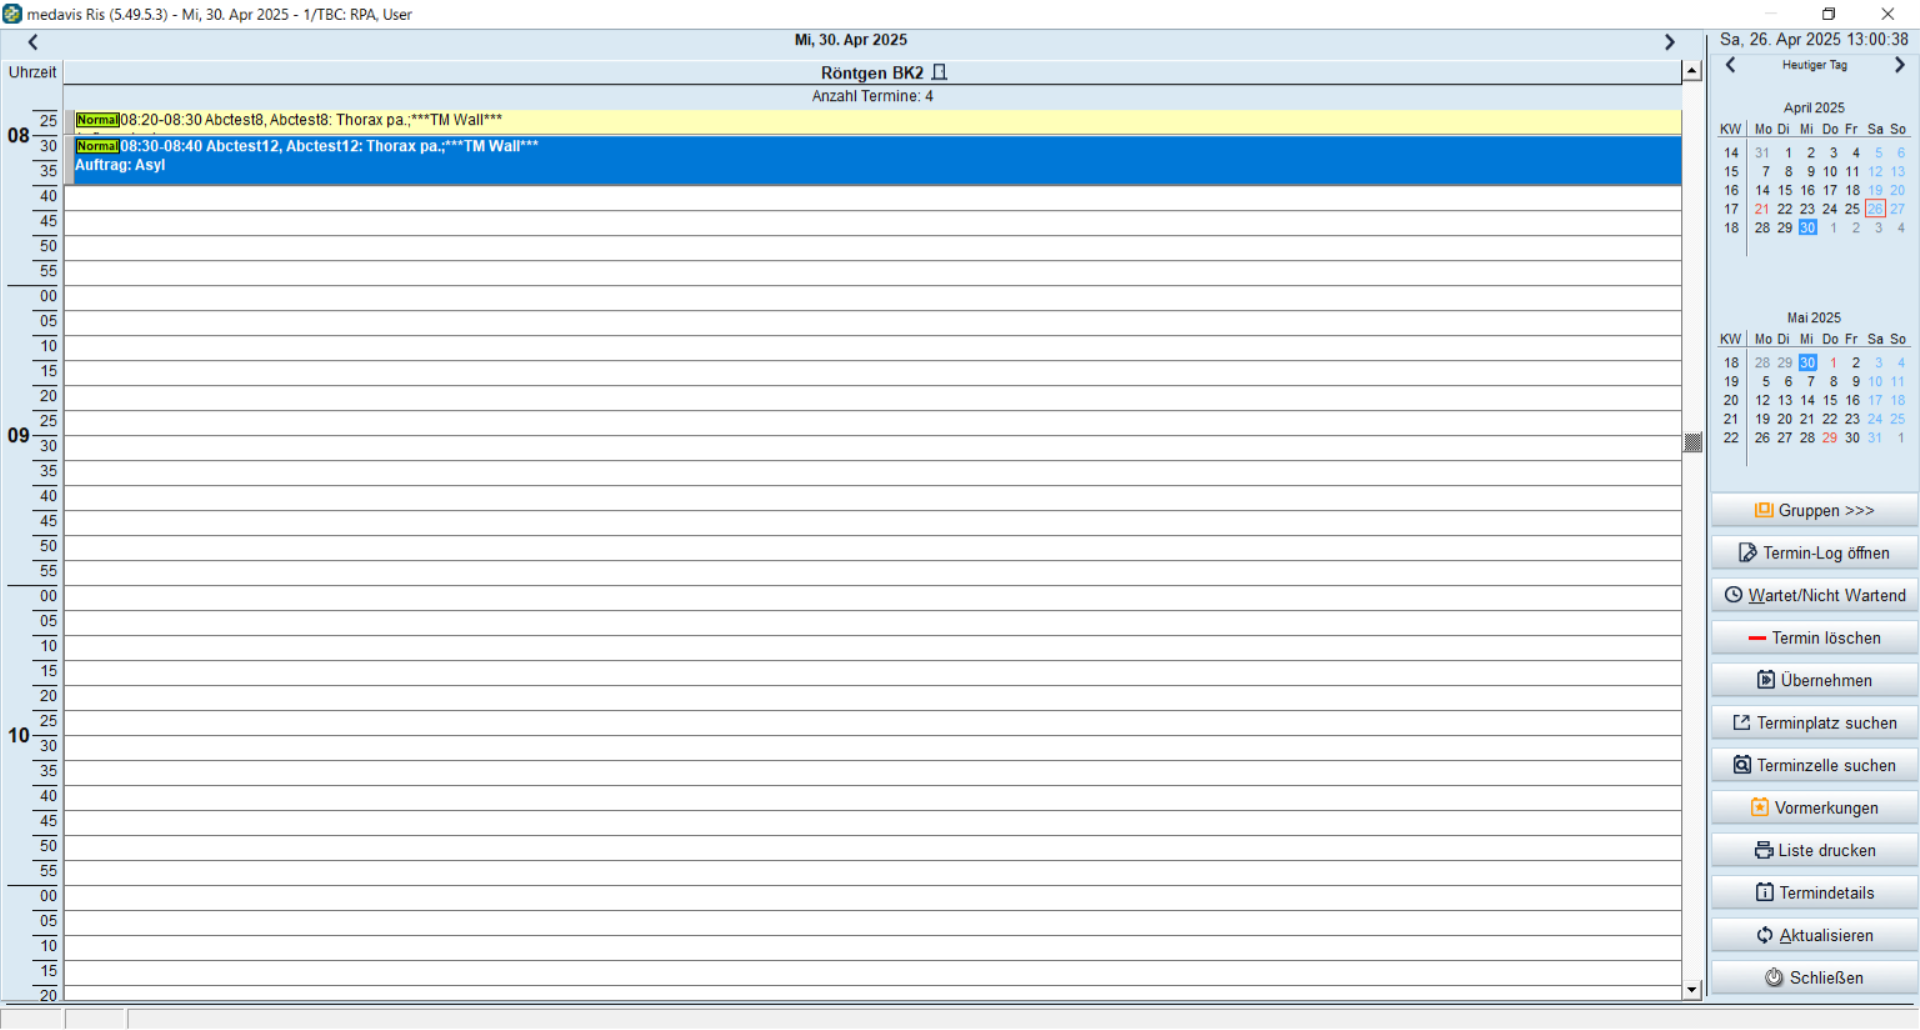 medavis Ris (5.49.5.3) - Mi, 30. Apr 2025 - 1/TBC: RPA, User
Mi, 30. Apr 2025
Uhrzeit
Röntgen BK2
Anzahl Termine: 4
25
08
Normal 08:20-08:30 Abctest8, Abctest8: Thorax pa.;***TM Wall***
30
Normal 08:30-08:40 Abctest12, Abctest12: Thorax pa.;***TM Wall***
Auftrag: Asyl
35
40
45
50
55
00
05
10
15
20
25
09
30
35
40
45
50
55
00
05
10
15
20
25
10
30
35
40
45
50
55
00
05
10
15
20
Sa, 26. Apr 2025 13:00:38
Heutiger Tag
April 2025
KW Mo Di Mi Do Fr Sa So
14 31 1 2 3 4 5 6
15 7 8 9 10 11 12 13
16 14 15 16 17 18 19 20
17 21 22 23 24 25 26 27
18 28 29 30 1 2 3 4
Mai 2025
KW Mo Di Mi Do Fr Sa So
18 28 29 30 1 2 3 4
19 5 6 7 8 9 10 11
20 12 13 14 15 16 17 18
21 19 20 21 22 23 24 25
22 26 27 28 29 30 31 1
Gruppen >>>
Termin-Log öffnen
Wartet/Nicht Wartend
Termin löschen
Übernehmen
Terminplatz suchen
Terminzelle suchen
Vormerkungen
Liste drucken
Termindetails
Aktualisieren
Schließen